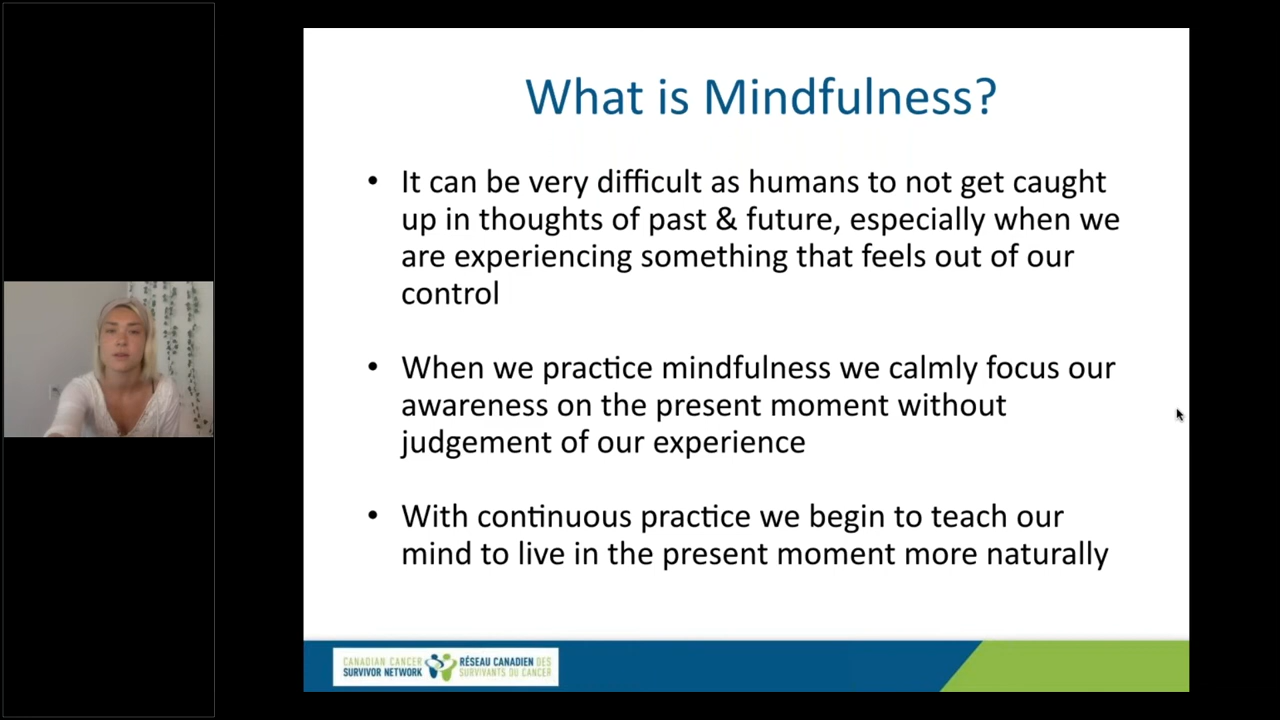 What is Mindfulness?
• It can be very difficult as humans to not get caught
up in thoughts of past & future, especially when we
are experiencing something that feels out of our
control
• When we practice mindfulness we calmly focus our
awareness on the present moment without
judgement of our experience
• With continuous practice we begin to teach our
mind to live in the present moment more naturally
CANADIAN CANCER
SURVIVOR NETWORK
RÉSEAU CANADIEN DES
SURVIVANTS DU CANCER